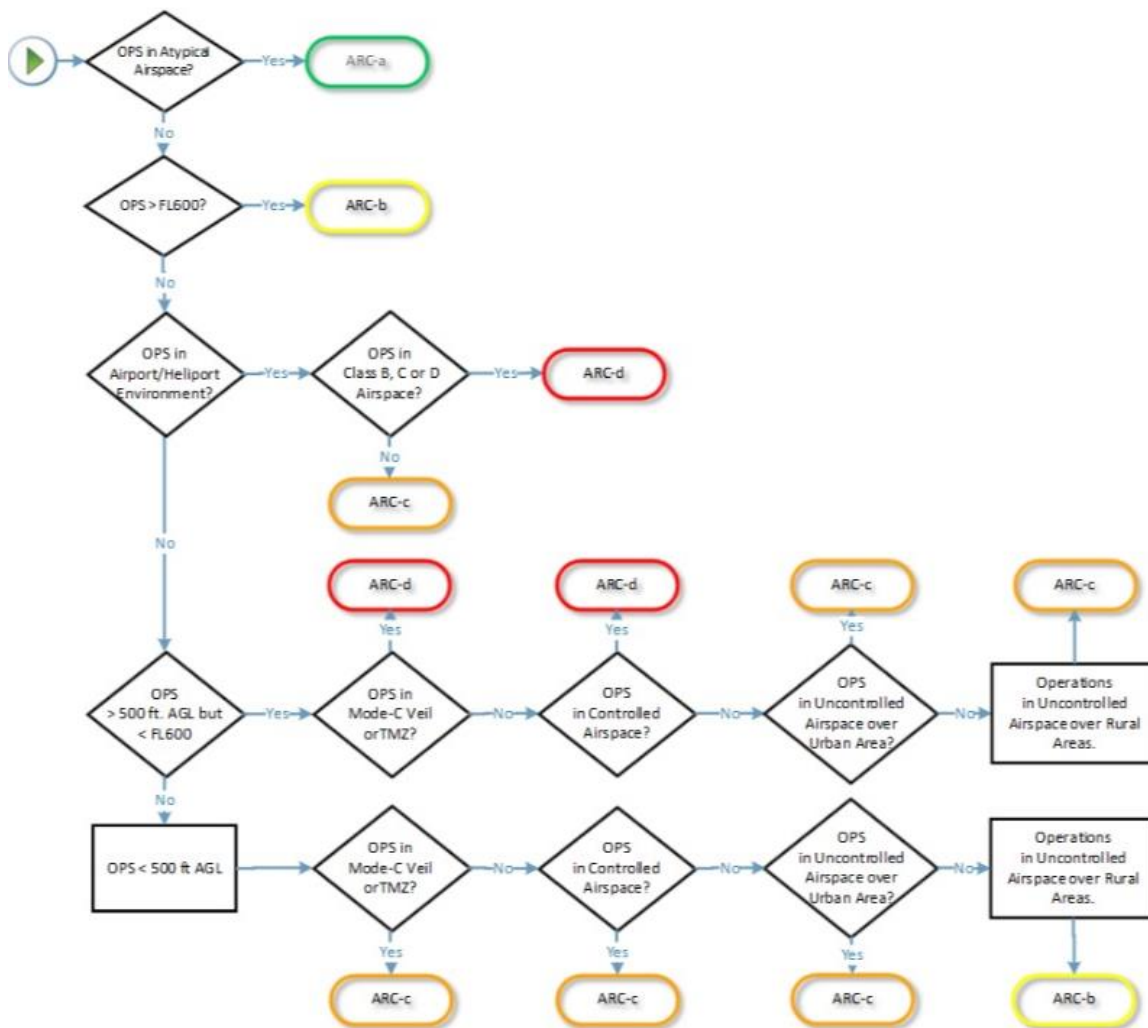 OPS in Atypical
Airspace?
Yes
ARC-a
No
OPS > FL600?
Yes
ARC-b
No
OPS in
Airport/Heliport
Environment?
Yes
OPS in
Class B, C or D
Airspace?
Yes
ARC-d
No
ARC-c
No
ARC-d
ARC-d
ARC-c
ARC-c
Yes
Yes
Yes
OPS
> 500 ft. AGL but
< FL600
Yes
OPS in
Mode-C Veil
orTMZ?
No
OPS
in Controlled
Airspace?
No
OPS
in Uncontrolled
Airspace over
Urban Area?
No
Operations
in Uncontrolled
Airspace over Rural
Areas.
No
OPS < 500 ft AGL
OPS in
Mode-C Veil
orTMZ?
No
OPS
in Controlled
Airspace?
No
OPS
in Uncontrolled
Airspace over
Urban Area?
No
Operations
in Uncontrolled
Airspace over Rural
Areas.
Yes
Yes
Yes
ARC-c
ARC-c
ARC-c
ARC-b